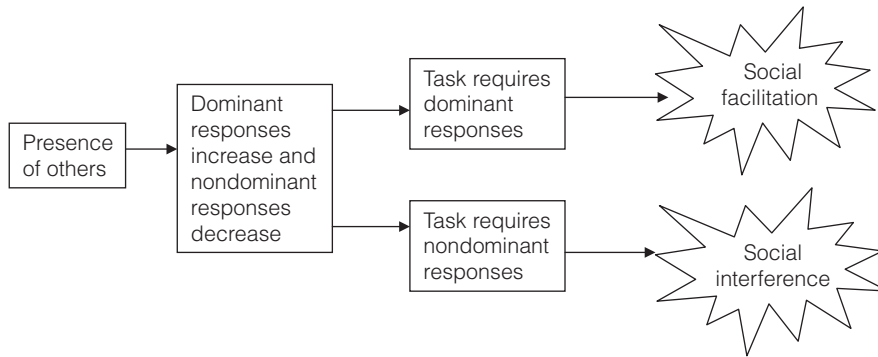 Presence
of others
Dominant
responses
increase and
nondominant
responses
decrease
Task requires
dominant
responses
Social
facilitation
Task requires
nondominant
responses
Social
interference